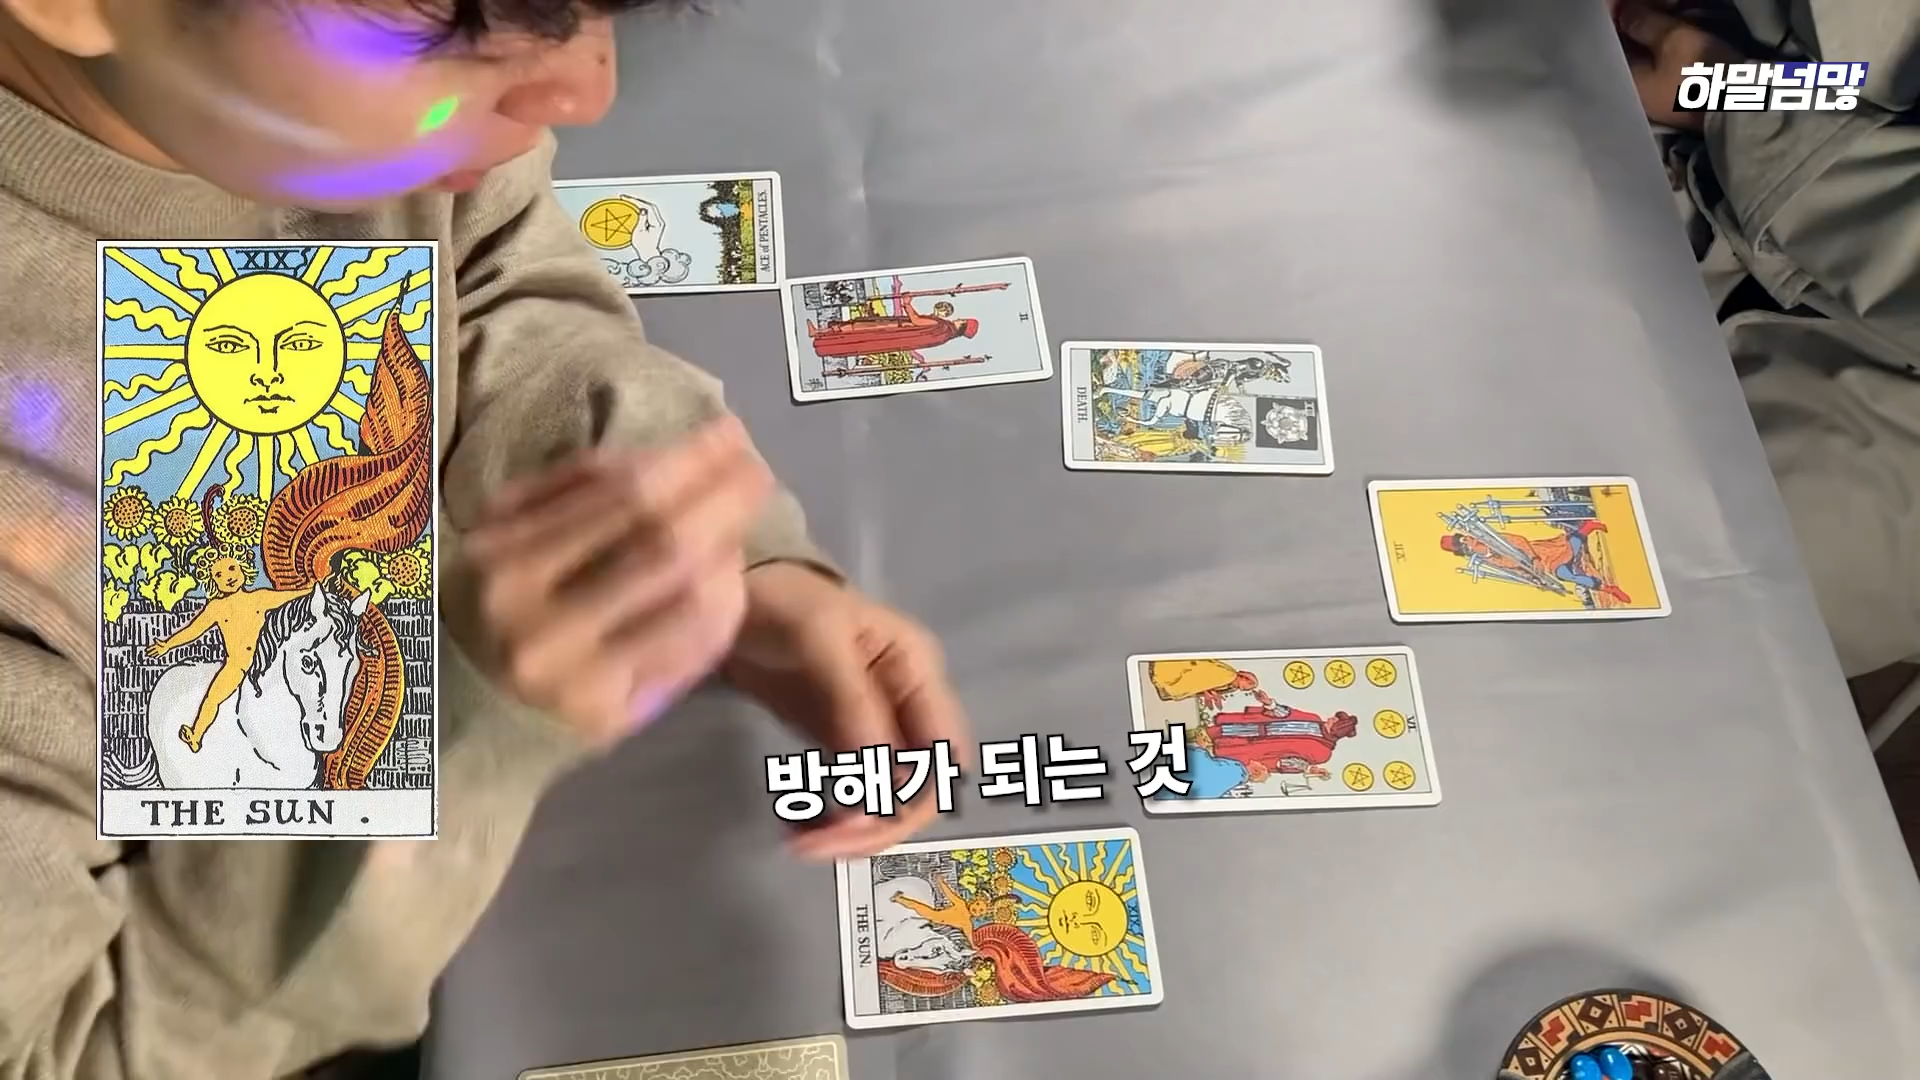 하말넘많
XIX
THE SUN .
ACE of PENTACLES.
II.
DEATH.
VII.
VI.
방해가 되는 것
XIX
THE SUN.